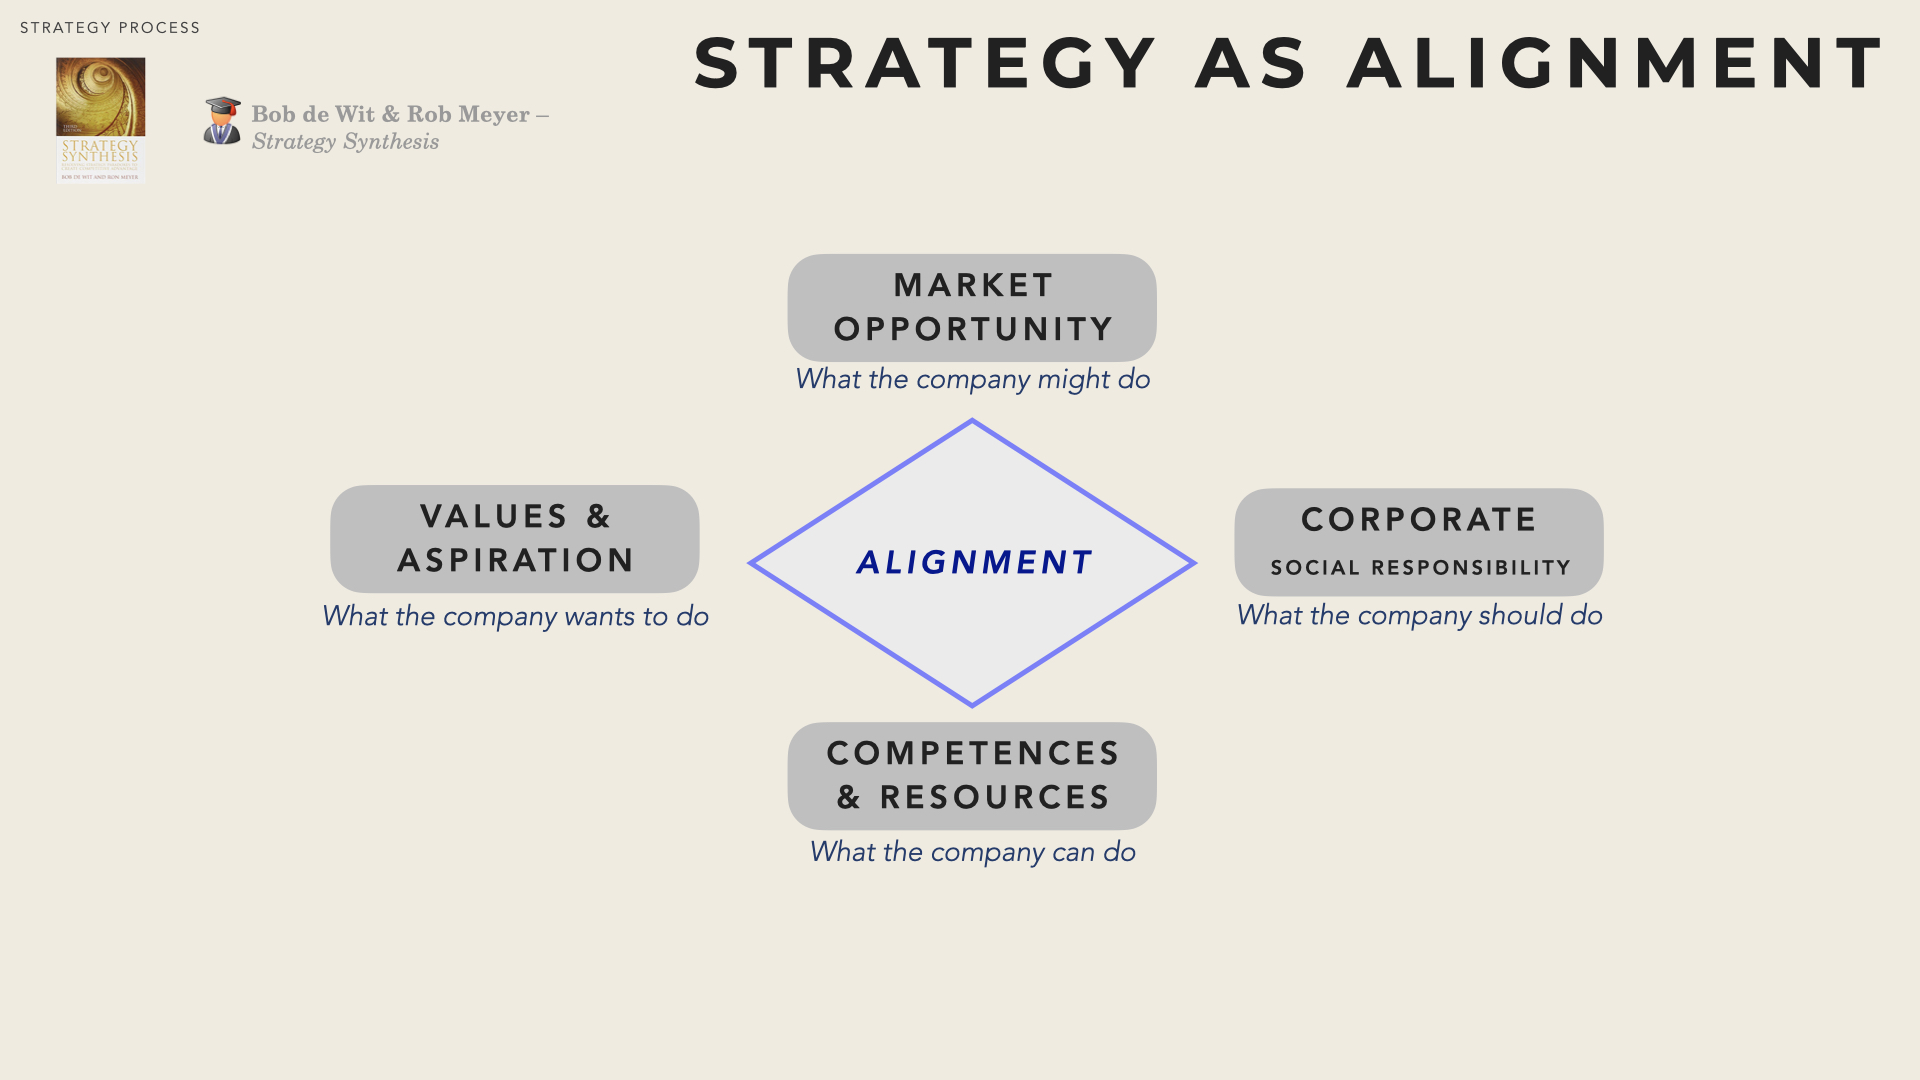 STRATEGY PROCESS
STRATEGY AS ALIGNMENT
STRATEGY
SYNTHESIS
BOB DE WIT AND RON MEYER
Bob de Wit & Rob Meyer –
Strategy Synthesis
MARKET
OPPORTUNITY
What the company might do
VALUES &
ASPIRATION
What the company wants to do
ALIGNMENT
CORPORATE
SOCIAL RESPONSIBILITY
What the company should do
COMPETENCES
& RESOURCES
What the company can do